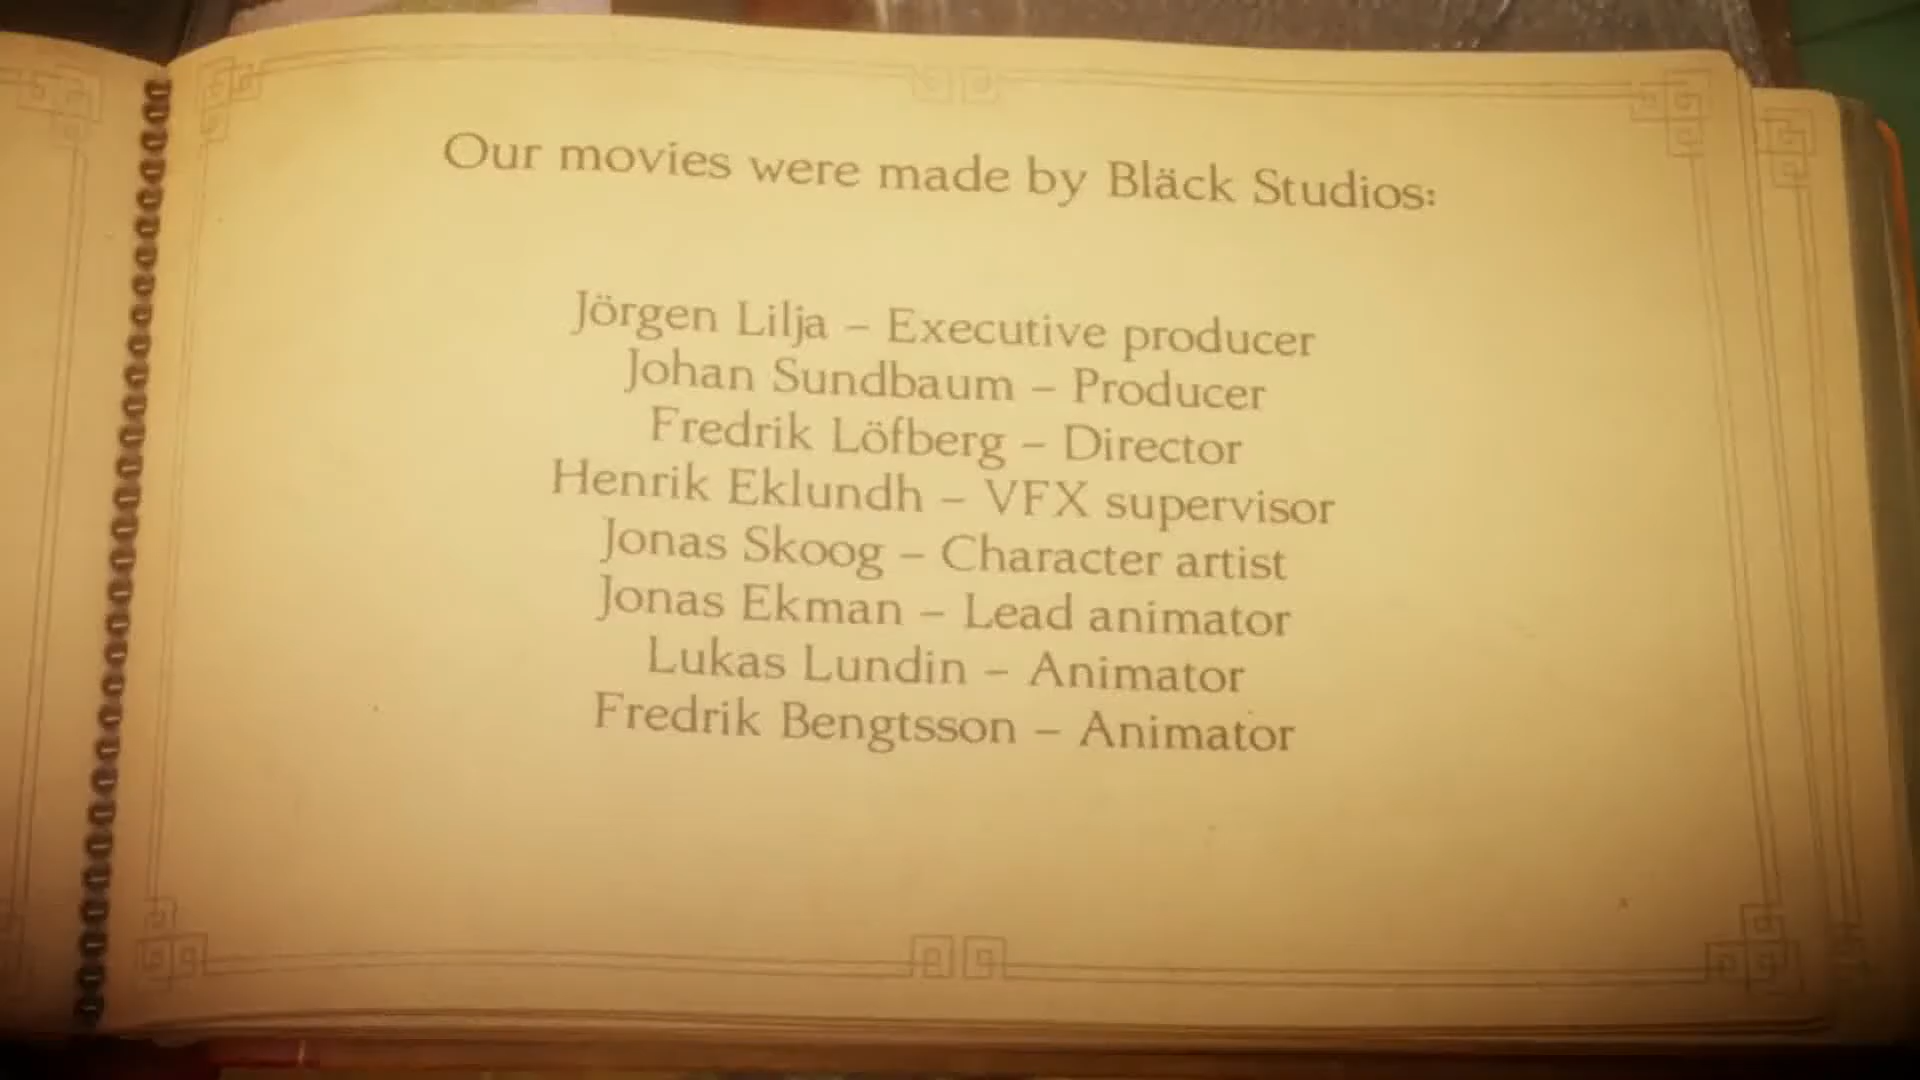 Our movies were made by Bläck Studios:
Jörgen Lilja – Executive producer
Johan Sundbaum – Producer
Fredrik Löfberg – Director
Henrik Eklundh – VFX supervisor
Jonas Skoog – Character artist
Jonas Ekman – Lead animator
Lukas Lundin – Animator
Fredrik Bengtsson – Animator